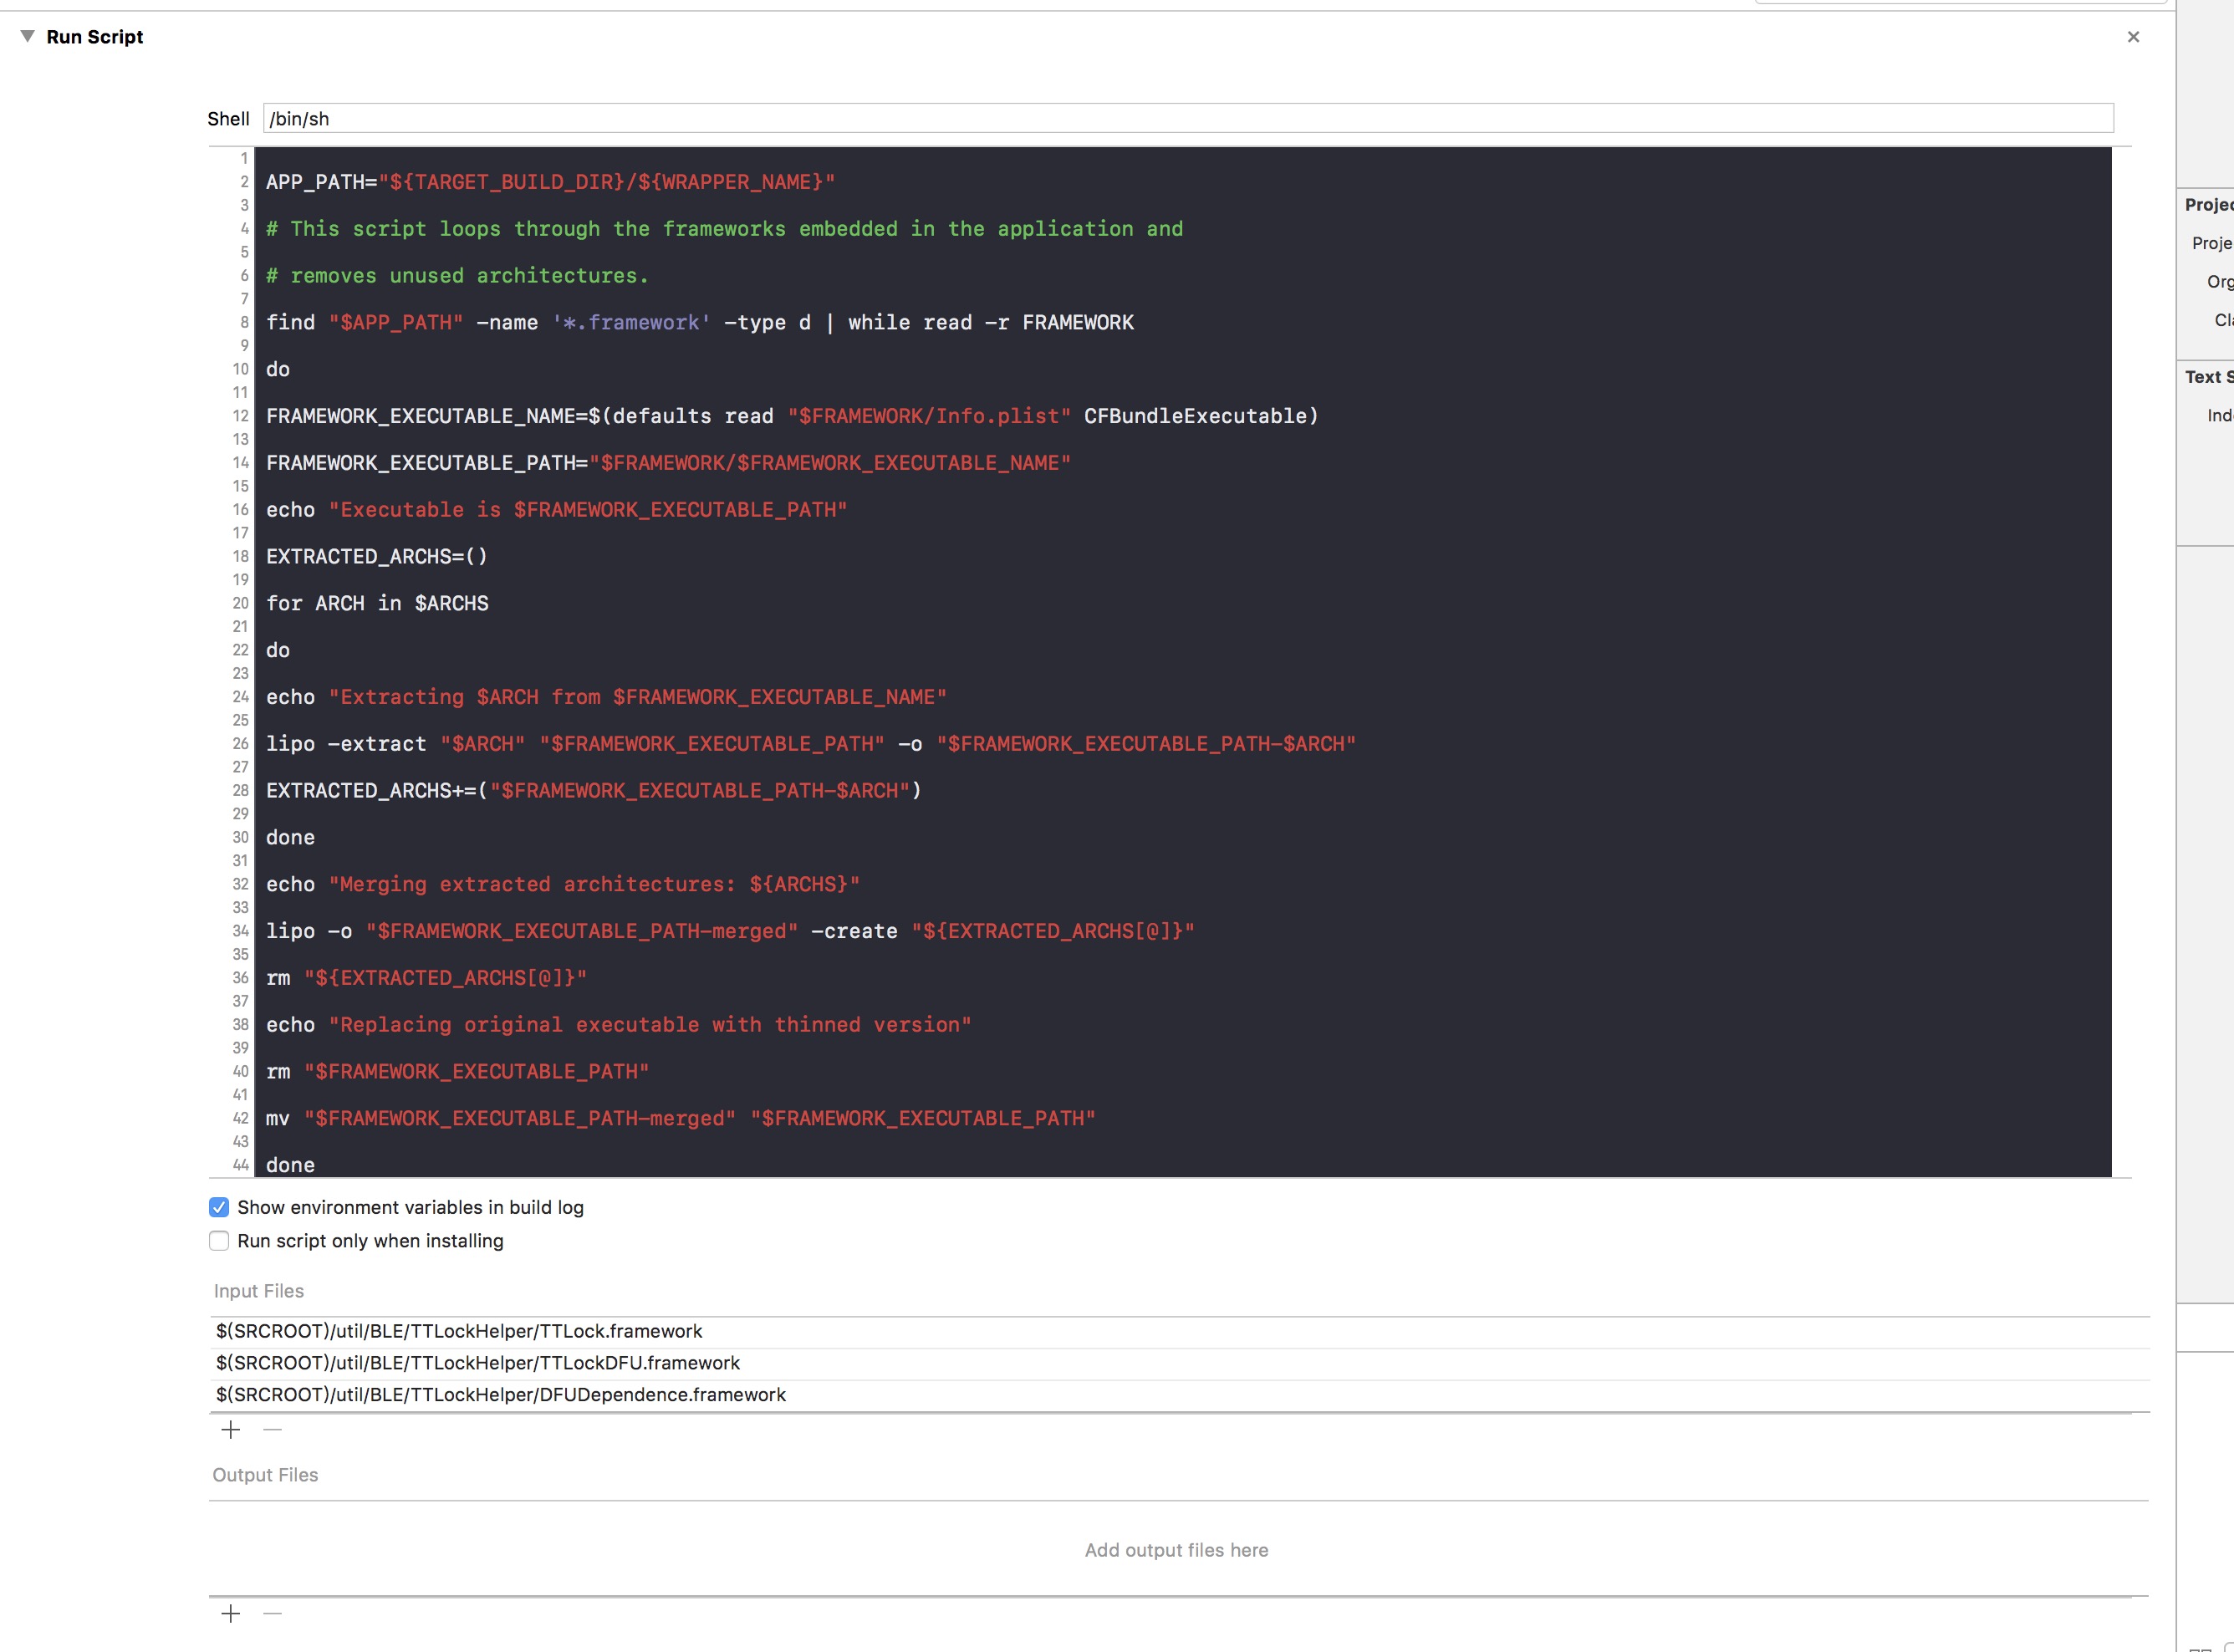 Run Script
Shell /bin/sh
1
2 APP_PATH="${TARGET_BUILD_DIR}/${WRAPPER_NAME}"
3
4 # This script loops through the frameworks embedded in the application and
5
6 # removes unused architectures.
7
8 find "$APP_PATH" -name '*.framework' -type d | while read -r FRAMEWORK
9
10 do
11
12 FRAMEWORK_EXECUTABLE_NAME=$(defaults read "$FRAMEWORK/Info.plist" CFBundleExecutable)
13
14 FRAMEWORK_EXECUTABLE_PATH="$FRAMEWORK/$FRAMEWORK_EXECUTABLE_NAME"
15
16 echo "Executable is $FRAMEWORK_EXECUTABLE_PATH"
17
18 EXTRACTED_ARCHS=()
19
20 for ARCH in $ARCHS
21
22 do
23
24 echo "Extracting $ARCH from $FRAMEWORK_EXECUTABLE_NAME"
25
26 lipo -extract "$ARCH" "$FRAMEWORK_EXECUTABLE_PATH" -o "$FRAMEWORK_EXECUTABLE_PATH-$ARCH"
27
28 EXTRACTED_ARCHS+=("$FRAMEWORK_EXECUTABLE_PATH-$ARCH")
29
30 done
31
32 echo "Merging extracted architectures: ${ARCHS}"
33
34 lipo -o "$FRAMEWORK_EXECUTABLE_PATH-merged" -create "${EXTRACTED_ARCHS[@]}"
35
36 rm "${EXTRACTED_ARCHS[@]}"
37
38 echo "Replacing original executable with thinned version"
39
40 rm "$FRAMEWORK_EXECUTABLE_PATH"
41
42 mv "$FRAMEWORK_EXECUTABLE_PATH-merged" "$FRAMEWORK_EXECUTABLE_PATH"
43
44 done
Show environment variables in build log
Run script only when installing
Input Files
$(SRCROOT)/util/BLE/TTLockHelper/TTLock.framework
$(SRCROOT)/util/BLE/TTLockHelper/TTLockDFU.framework
$(SRCROOT)/util/BLE/TTLockHelper/DFUDependence.framework
Output Files
Add output files here
Projec
Proje
Org
Cla
Text S
Inde